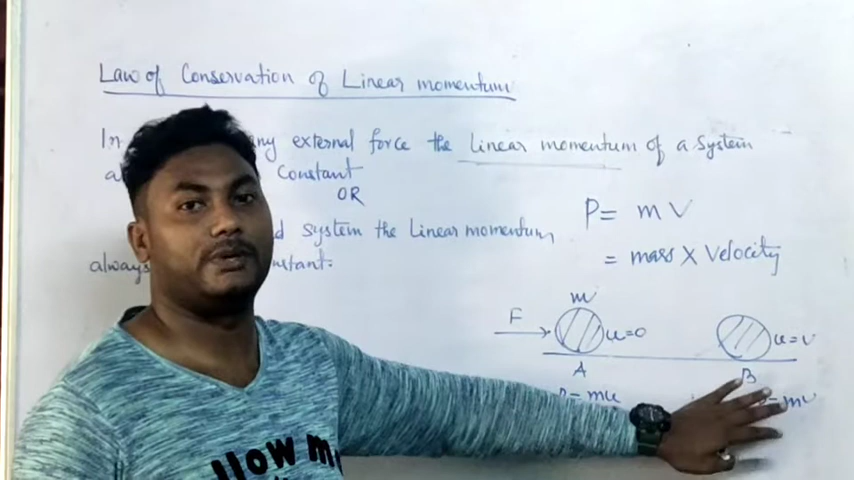 Law of Conservation of Linear momentum
In any external force the linear momentum of a System
a constant
OR
d system the Linear momentum
always nstant.
P = mV
= mass X Velocity
m
F u=0 u=v
A B
P = mu = mv
How m